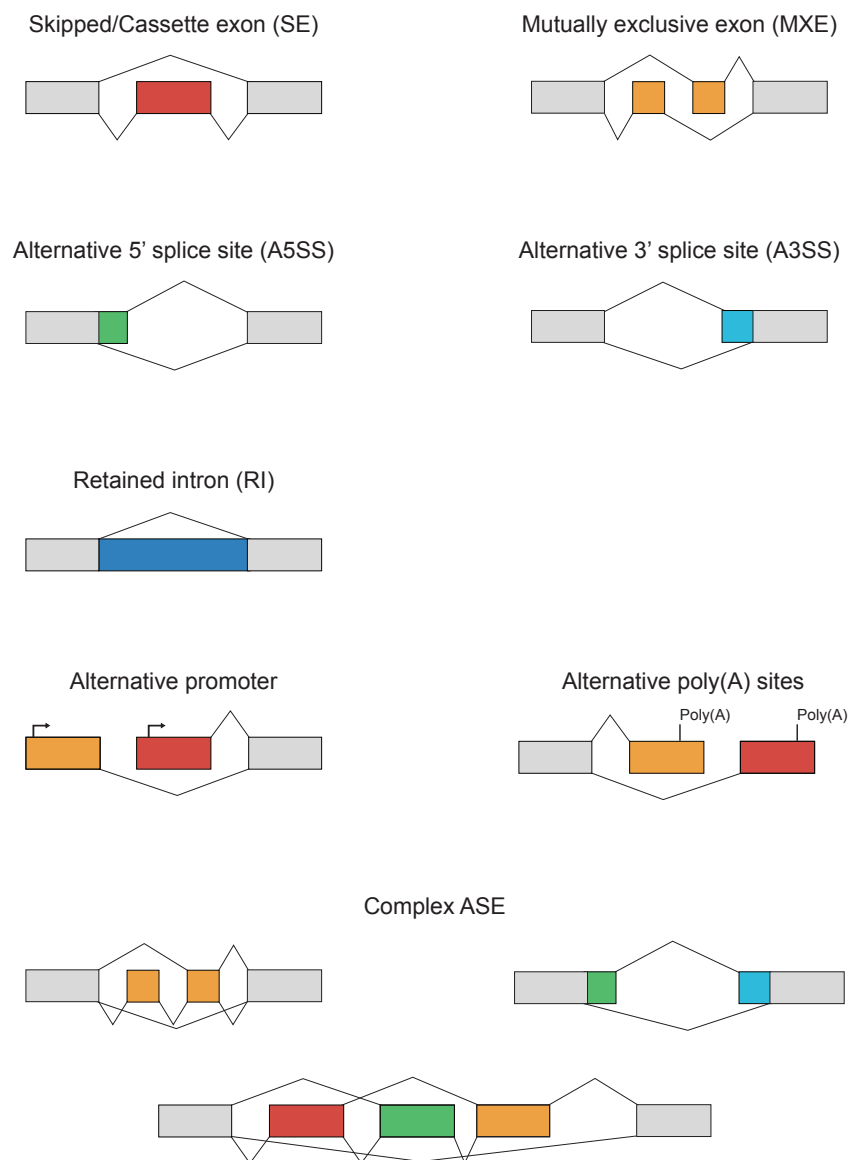 Skipped/Cassette exon (SE)
Mutually exclusive exon (MXE)
Alternative 5’ splice site (A5SS)
Alternative 3’ splice site (A3SS)
Retained intron (RI)
Alternative promoter
Alternative poly(A) sites
Poly(A)
Poly(A)
Complex ASE